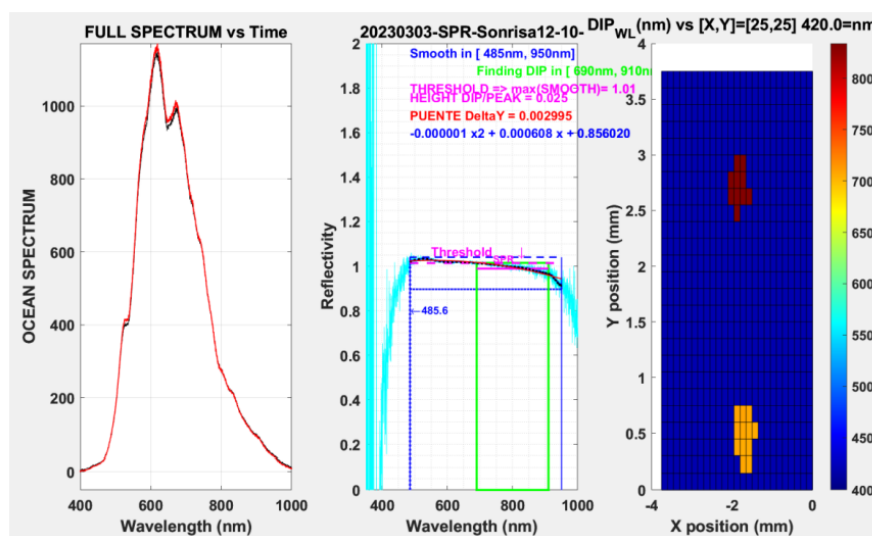 FULL SPECTRUM vs Time
OCEAN SPECTRUM
1000
800
600
400
200
0
400
600
800
1000
Wavelength (nm)
20230303-SPR-Sonrisa12-10-
Smooth in [ 485nm, 950nm]
Finding DIP in [ 690nm, 910nm
THRESHOLD => max(SMOOTH)= 1.01
HEIGHT DIP/PEAK = 0.025
PUENTE DeltaY = 0.002995
-0.000001 x2 + 0.000608 x + 0.856020
Reflectivity
2
1.8
1.6
1.4
1.2
1
0.8
0.6
0.4
0.2
0
Threshold
SPR
485.6
400
600
800
1000
Wavelength (nm)
DIP_WL(nm) vs [X,Y]=[25,25] 420.0=nm
Y position (mm)
4
3.5
3
2.5
2
1.5
1
0.5
0
-4
-2
0
X position (mm)
800
750
700
650
600
550
500
450
400